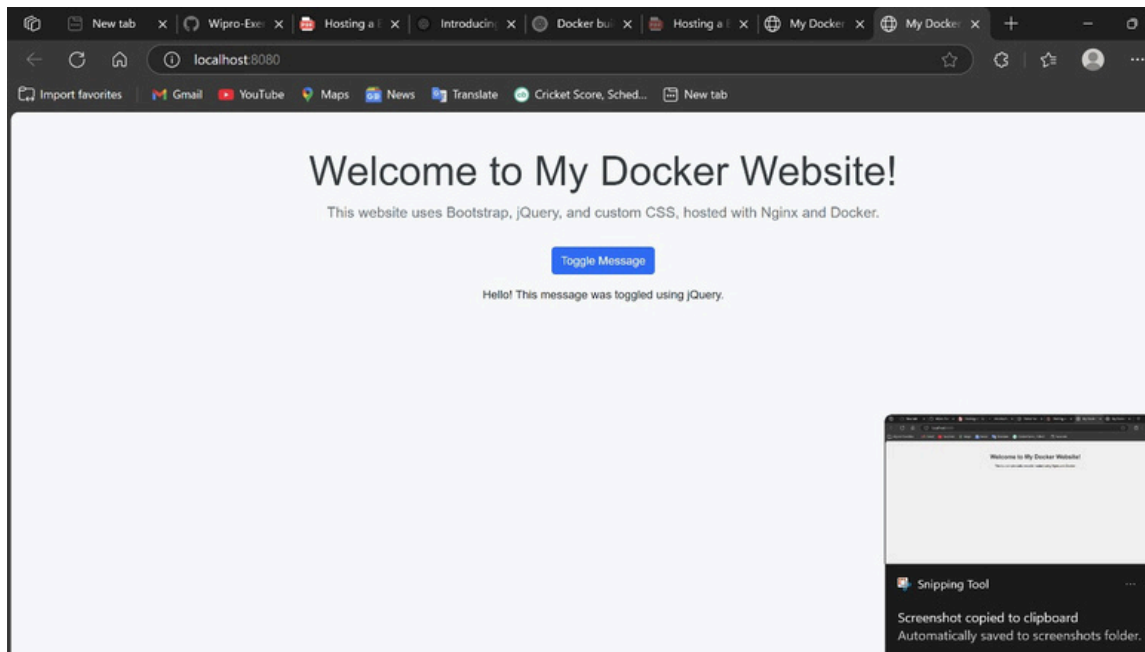 New tab Wipro-Exe Hosting a Introducing Docker bui Hosting a My Docker My Docker
localhost:8080
Import favorites Gmail YouTube Maps News Translate Cricket Score, Sched... New tab
Welcome to My Docker Website!
This website uses Bootstrap, jQuery, and custom CSS, hosted with Nginx and Docker.
Toggle Message
Hello! This message was toggled using jQuery.
Welcome to My Docker Website!
Snipping Tool
Screenshot copied to clipboard
Automatically saved to screenshots folder.